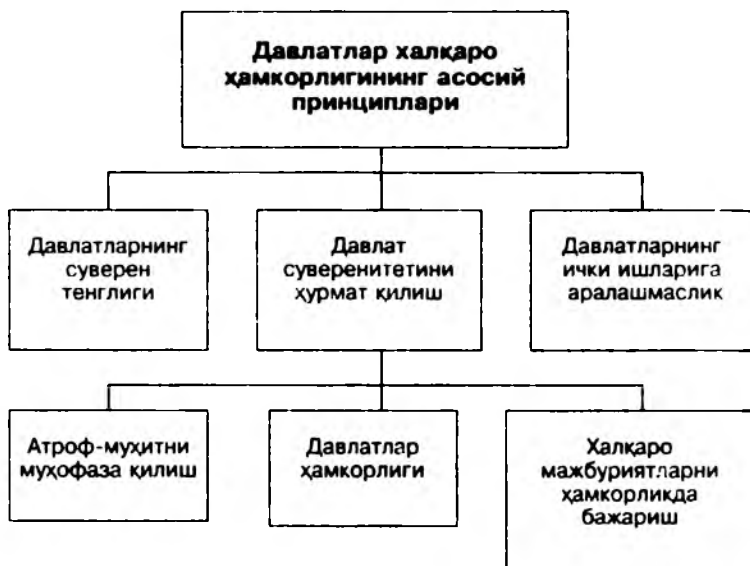 Давлатлар халқаро
ҳамкорлигининг асосий
принциплари
Давлатларнинг
суверен
тенглиги
Давлат
суверенитетини
ҳурмат қилиш
Давлатларнинг
ички ишларига
аралашмаслик
Атроф-муҳитни
муҳофаза қилиш
Давлатлар
ҳамкорлиги
Халқаро
мажбуриятларни
ҳамкорликда
бажариш